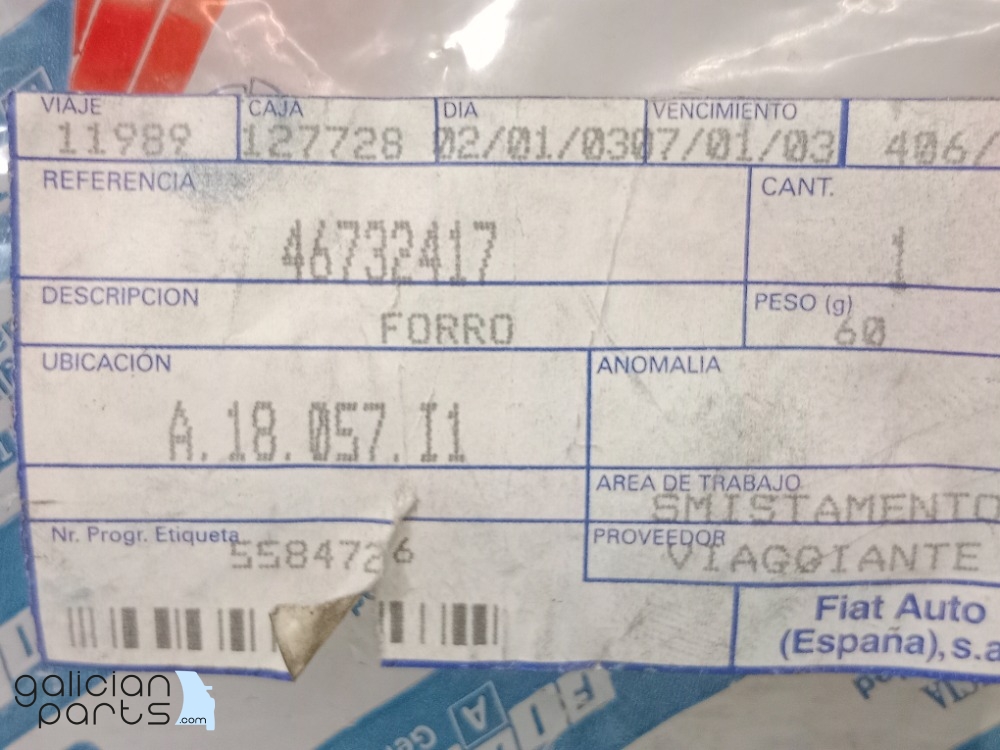 VIAJE CAJA DIA VENCIMIENTO
11989 127728 02/01/03 07/01/03 406/
REFERENCIA CANT.
46732417 1
DESCRIPCION PESO (g)
FORRO 60
UBICACIÓN ANOMALIA
A.18.057.I1
AREA DE TRABAJO
SMISTAMENTO
Nr. Progr. Etiqueta PROVEEDOR
5584726 VIAGGIANTE
Fiat Auto
(España), s.a
galician
parts.com
FIA